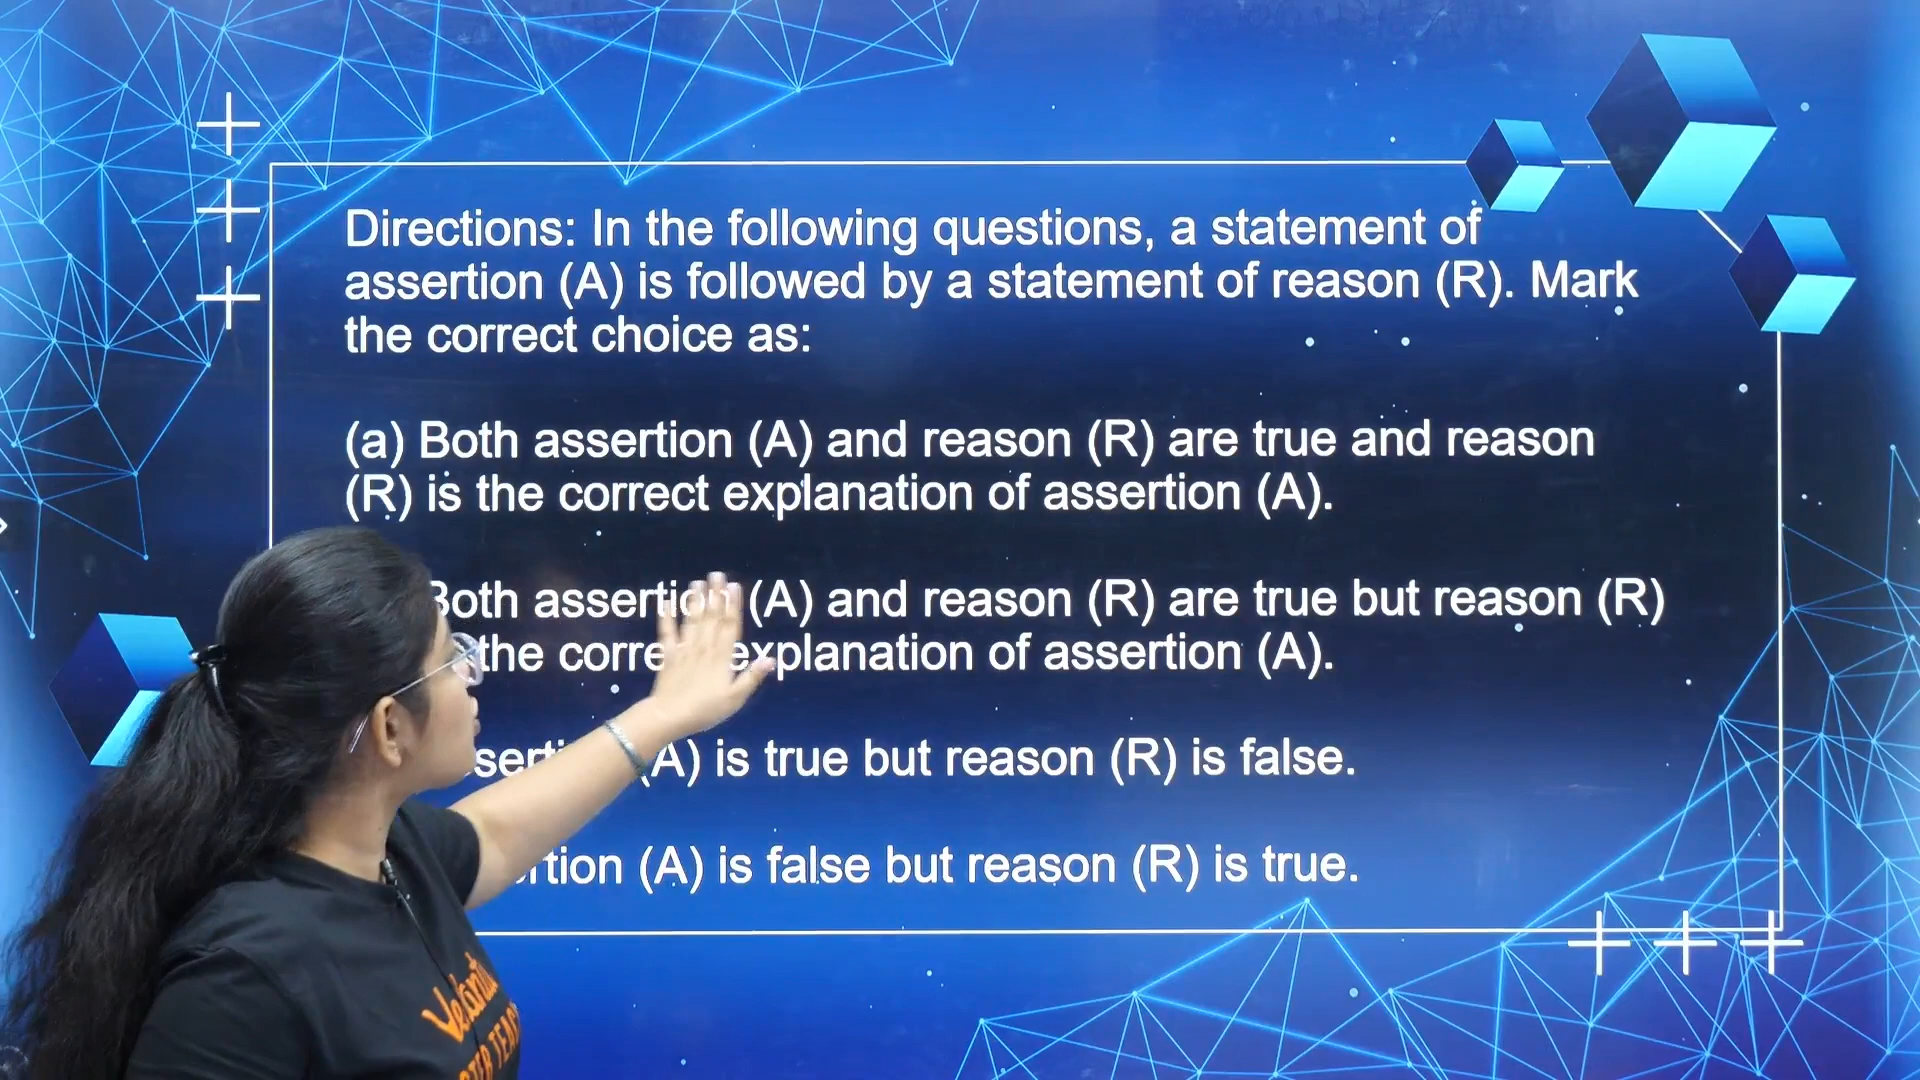 Directions: In the following questions, a statement of
assertion (A) is followed by a statement of reason (R). Mark
the correct choice as:
(a) Both assertion (A) and reason (R) are true and reason
(R) is the correct explanation of assertion (A).
Both assertion (A) and reason (R) are true but reason (R)
the explanation of assertion (A).
(A) is true but reason (R) is false.
(A) is false but reason (R) is true.